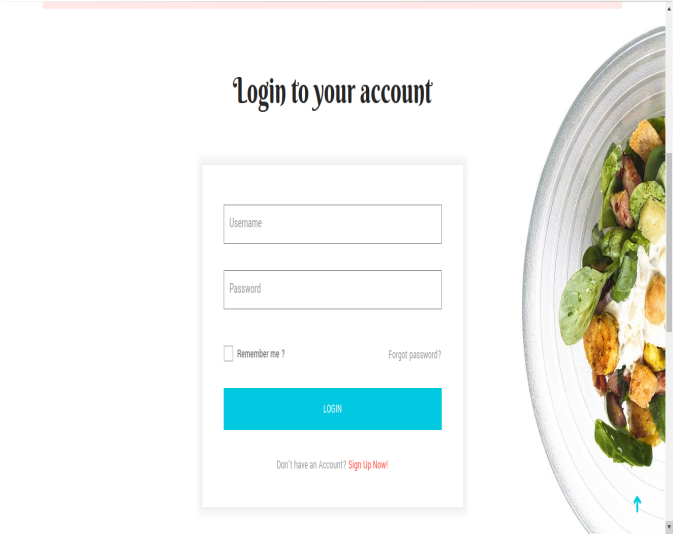 Login to your account
Username
Password
Remember me ?
Forgot password?
LOGIN
Don't have an Account? Sign Up Now!